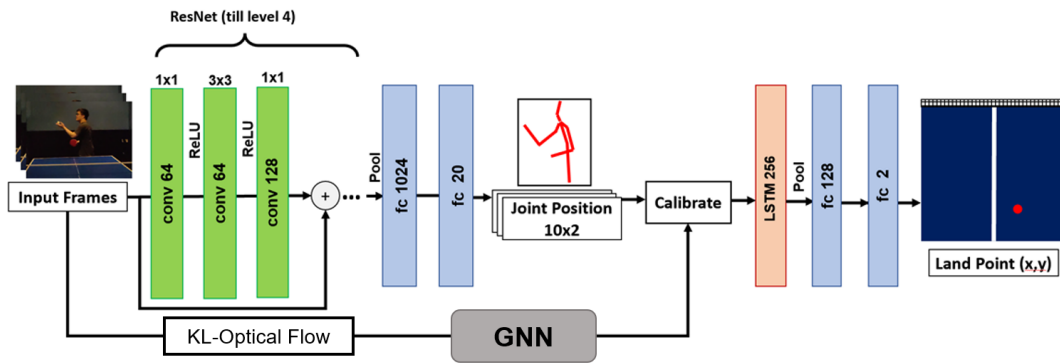 ResNet (till level 4)
1x1
3x3
1x1
conv 64
ReLU
conv 64
ReLU
conv 128
+
...
Pool
fc 1024
fc 20
Input Frames
Joint Position
10x2
Calibrate
LSTM 256
Pool
fc 128
fc 2
Land Point (x,y)
KL-Optical Flow
GNN